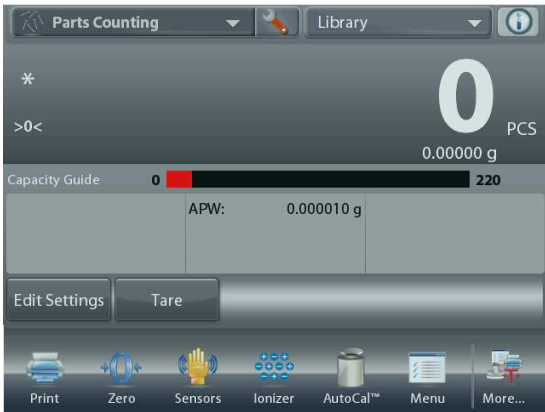 Parts Counting
Library
*
0
>0<
PCS
0.00000 g
Capacity Guide 0 220
APW: 0.000010 g
Edit Settings Tare
Print Zero Sensors Ionizer AutoCal™ Menu More...